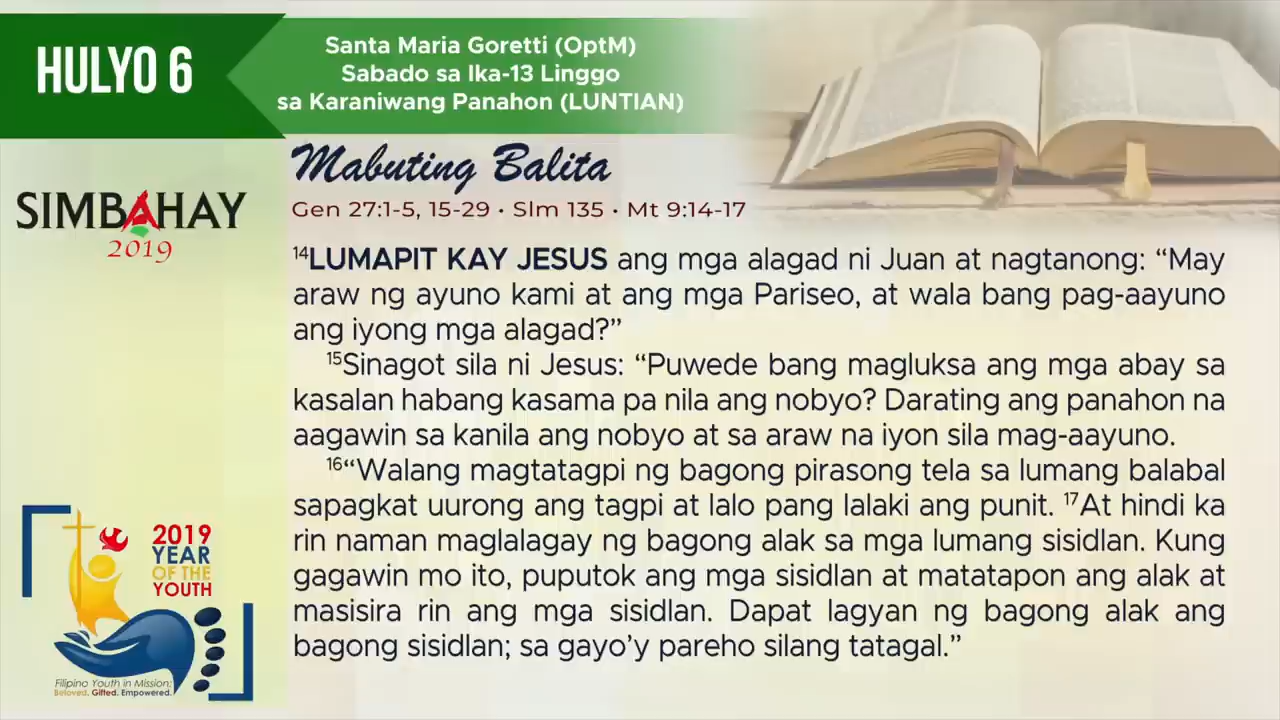 HULYO 6
Santa Maria Goretti (OptM)
Sabado sa Ika-13 Linggo
sa Karaniwang Panahon (LUNTIAN)
Mabuting Balita
Gen 27:1-5, 15-29 • Slm 135 • Mt 9:14-17
SIMBAHAY
2019
14LUMAPIT KAY JESUS ang mga alagad ni Juan at nagtanong: “May
araw ng ayuno kami at ang mga Pariseo, at wala bang pag-aayuno
ang iyong mga alagad?”
15Sinagot sila ni Jesus: “Puwede bang magluksa ang mga abay sa
kasalan habang kasama pa nila ang nobyo? Darating ang panahon na
aagawin sa kanila ang nobyo at sa araw na iyon sila mag-aayuno.
16“Walang magtatagpi ng bagong pirasong tela sa lumang balabal
sapagkat uurong ang tagpi at lalo pang lalaki ang punit. 17At hindi ka
rin naman maglalagay ng bagong alak sa mga lumang sisidlan. Kung
gagawin mo ito, puputok ang mga sisidlan at matatapon ang alak at
masisira rin ang mga sisidlan. Dapat lagyan ng bagong alak ang
bagong sisidlan; sa gayo’y pareho silang tatagal.”
2019
YEAR
OF THE
YOUTH
Filipino Youth in Mission:
Beloved. Gifted. Empowered.